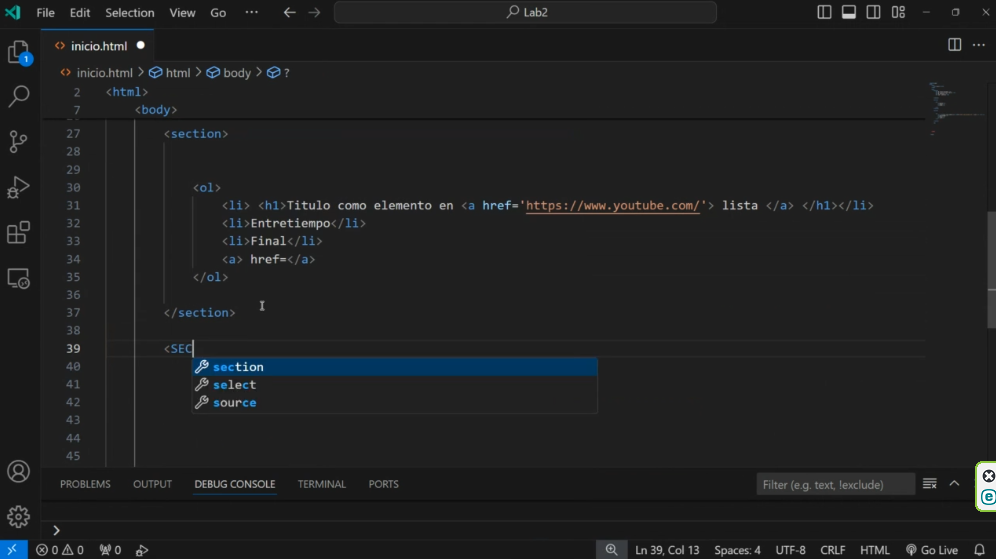 File Edit Selection View Go ··· Lab2
inicio.html
inicio.html > html > body > ?
2 <html>
7 <body>
27 <section>
28
29
30 <ol>
31 <li> <h1>Titulo como elemento en <a href='https://www.youtube.com/'> lista </a> </h1></li>
32 <li>Entretiempo</li>
33 <li>Final</li>
34 <a> href=</a>
35 </ol>
36
37 </section>
38
39 <SEC
40 section
41 select
42 source
43
44
45
PROBLEMS OUTPUT DEBUG CONSOLE TERMINAL PORTS Filter (e.g. text, !exclude)
>
0 0 0 Ln 39, Col 13 Spaces: 4 UTF-8 CRLF HTML Go Live
1
e